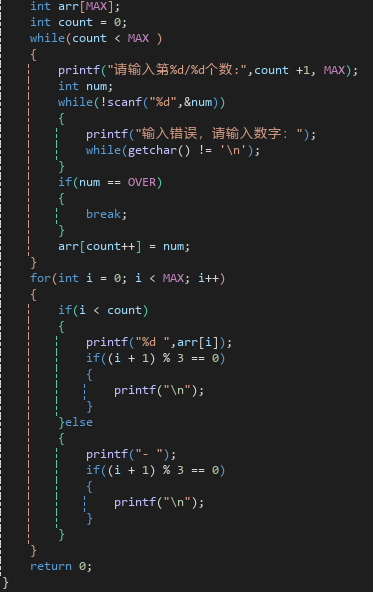 int arr[MAX];
int count = 0;
while(count < MAX )
{
printf("请输入第%d/%d个数:",count +1, MAX);
int num;
while(!scanf("%d",&num))
{
printf("输入错误, 请输入数字: ");
while(getchar() != '\n');
}
if(num == OVER)
{
break;
}
arr[count++] = num;
}
for(int i = 0; i < MAX; i++)
{
if(i < count)
{
printf("%d ",arr[i]);
if((i + 1) % 3 == 0)
{
printf("\n");
}
}else
{
printf("- ");
if((i + 1) % 3 == 0)
{
printf("\n");
}
}
}
return 0;
}